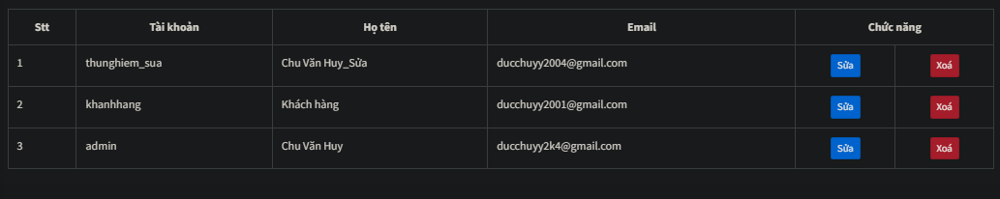 Stt Tài khoản Họ tên Email Chức năng
1 thunghiem_sua Chu Văn Huy_Sửa ducchuyy2004@gmail.com Sửa Xoá
2 khanhhang Khách hàng ducchuyy2001@gmail.com Sửa Xoá
3 admin Chu Văn Huy ducchuyy2k4@gmail.com Sửa Xoá